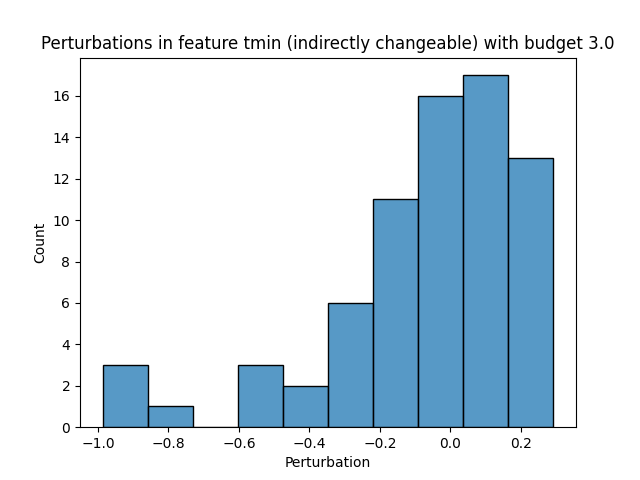 Perturbations in feature tmin (indirectly changeable) with budget 3.0
16
14
12
10
8
6
4
2
0
Count
−1.0 −0.8 −0.6 −0.4 −0.2 0.0 0.2
Perturbation